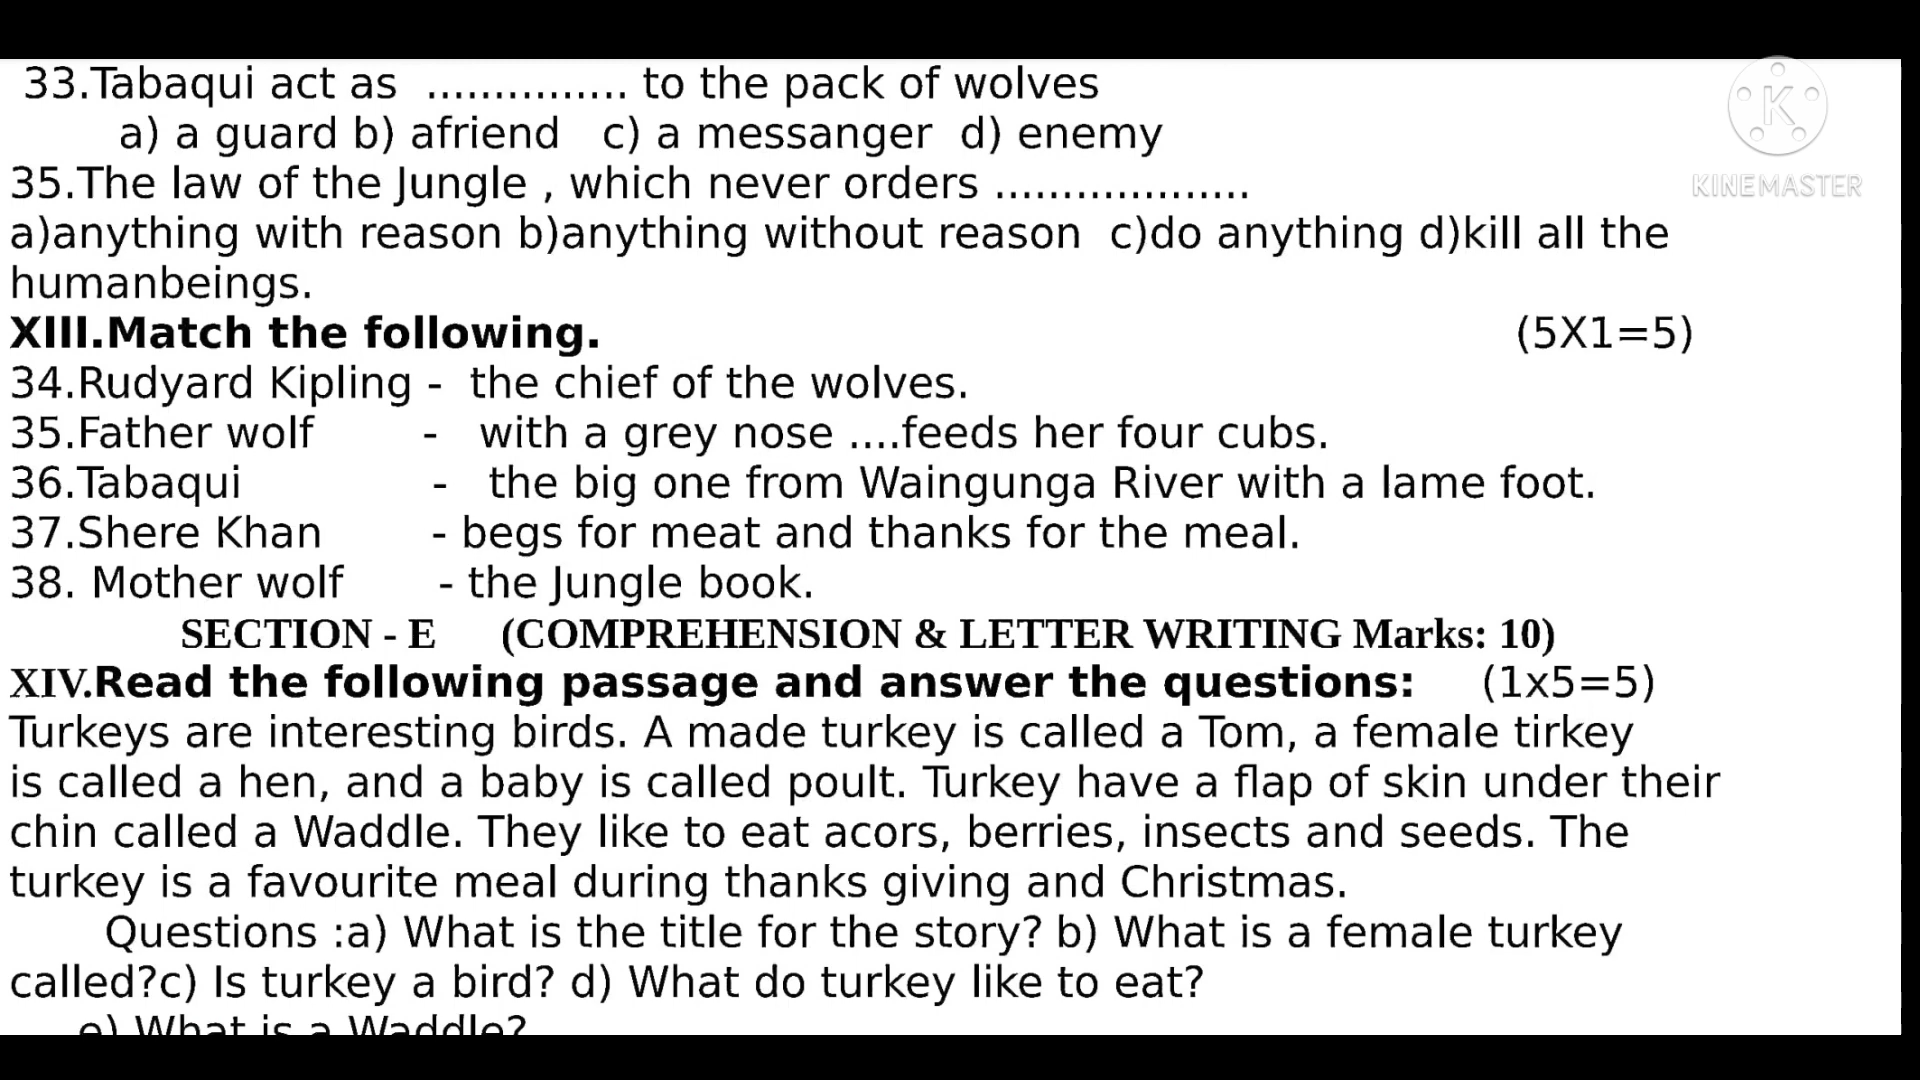 33.Tabaqui act as ............... to the pack of wolves
a) a guard b) afriend c) a messanger d) enemy
35.The law of the Jungle , which never orders ...................
a)anything with reason b)anything without reason c)do anything d)kill all the
humanbeings.
XIII.Match the following. (5X1=5)
34.Rudyard Kipling - the chief of the wolves.
35.Father wolf - with a grey nose ....feeds her four cubs.
36.Tabaqui - the big one from Waingunga River with a lame foot.
37.Shere Khan - begs for meat and thanks for the meal.
38. Mother wolf - the Jungle book.
SECTION - E (COMPREHENSION & LETTER WRITING Marks: 10)
XIV.Read the following passage and answer the questions: (1x5=5)
Turkeys are interesting birds. A made turkey is called a Tom, a female tirkey
is called a hen, and a baby is called poult. Turkey have a flap of skin under their
chin called a Waddle. They like to eat acors, berries, insects and seeds. The
turkey is a favourite meal during thanks giving and Christmas.
Questions :a) What is the title for the story? b) What is a female turkey
called?c) Is turkey a bird? d) What do turkey like to eat?
e) What is a Waddle?
K
KINEMASTER